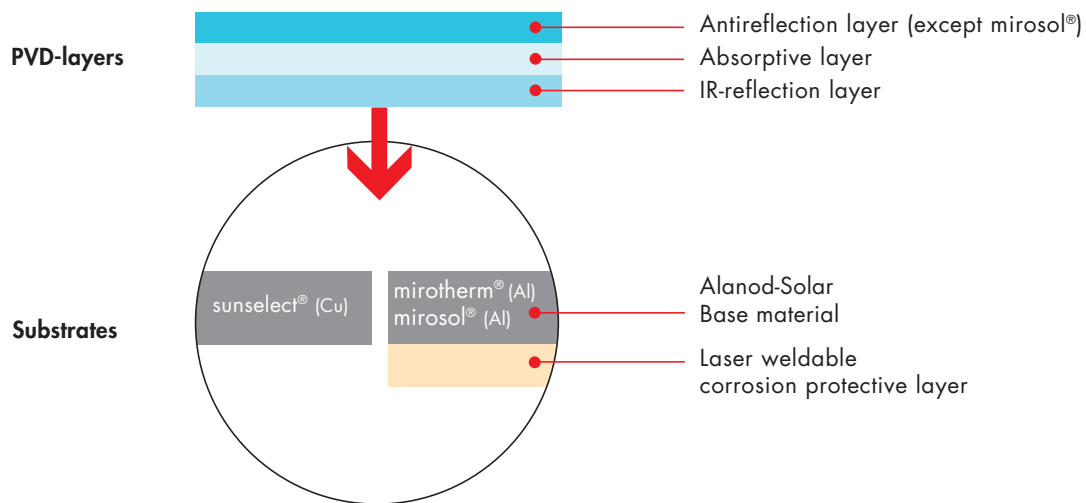 PVD-layers
Antireflection layer (except mirosol®)
Absorptive layer
IR-reflection layer
Substrates
sunselect® (Cu)
mirotherm® (Al)
mirosol® (Al)
Alanod-Solar
Base material
Laser weldable
corrosion protective layer